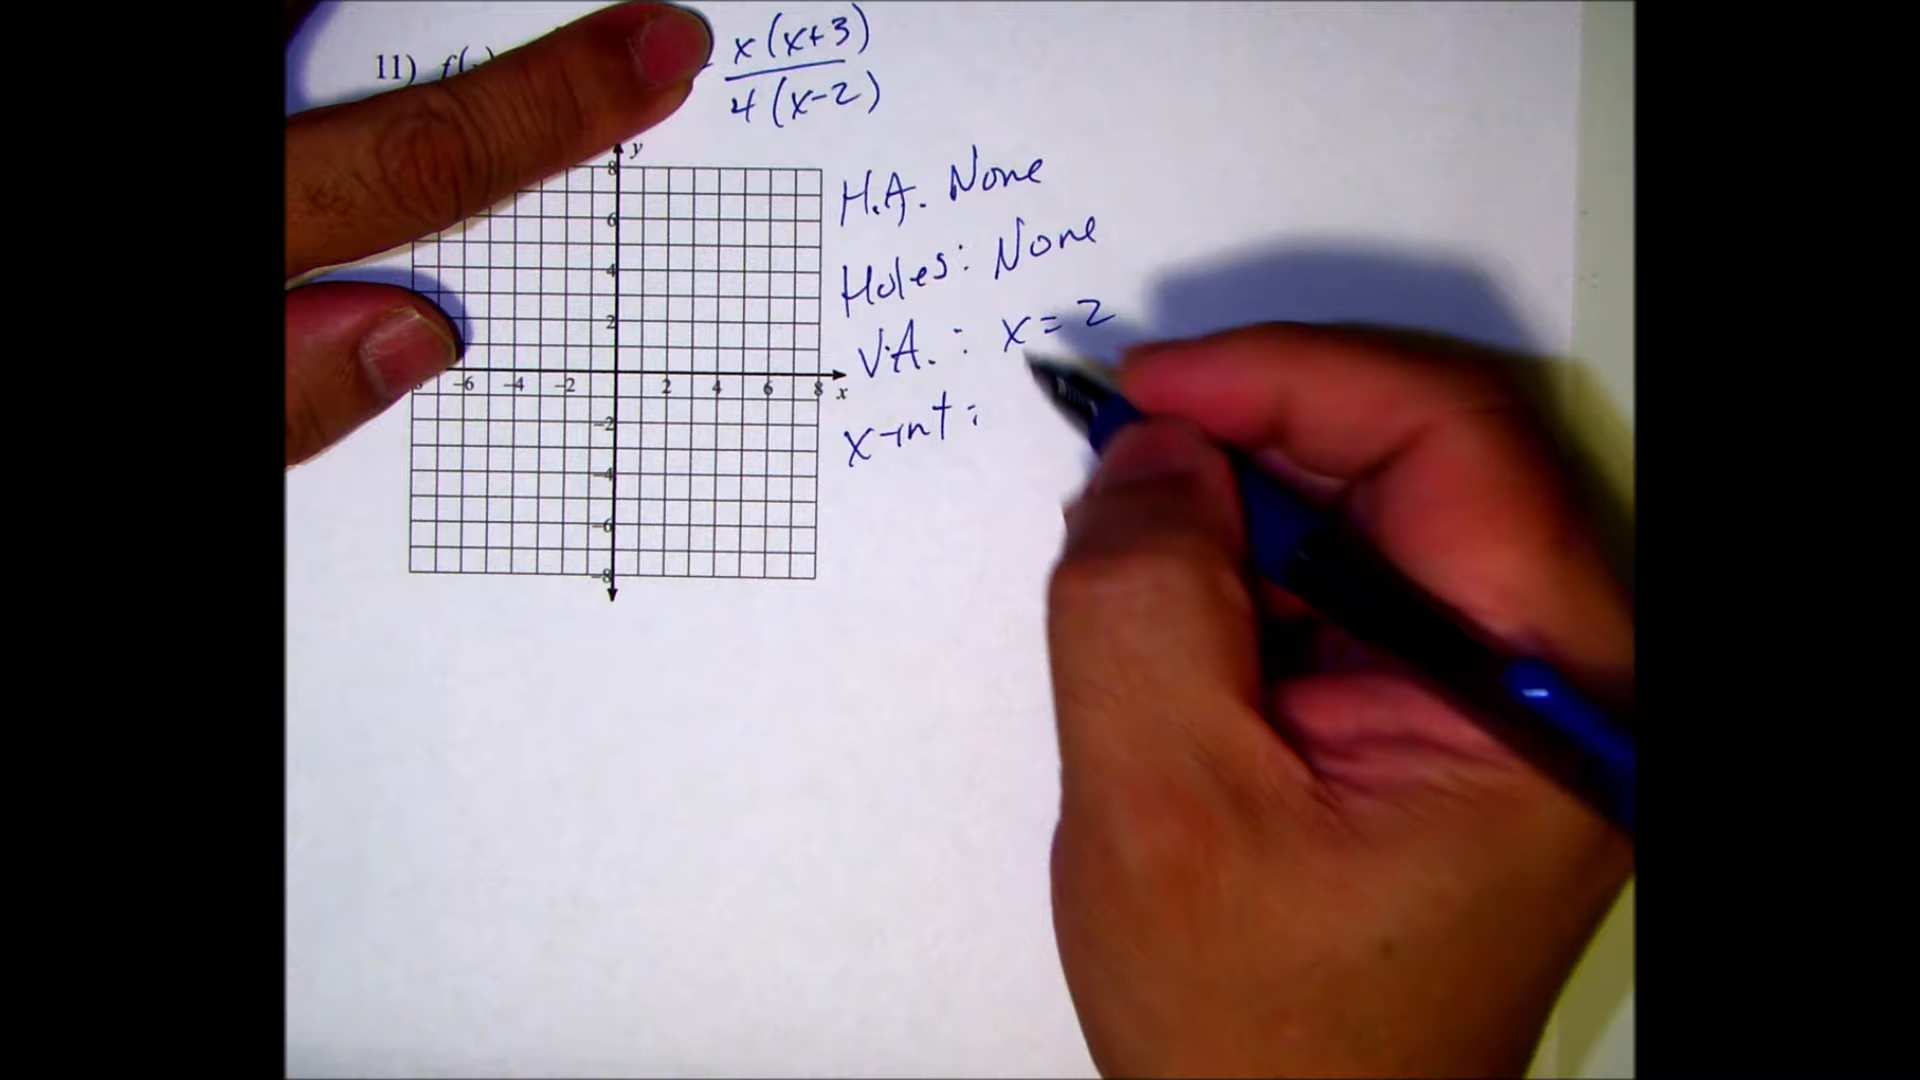 11) f(
x(x+3)
4(x-2)
y
8
6
4
2
-6 -4 -2 2 4 6 8 x
-2
-4
-6
-8
H.A. None
Holes: None
V.A. : x=2
x-int :